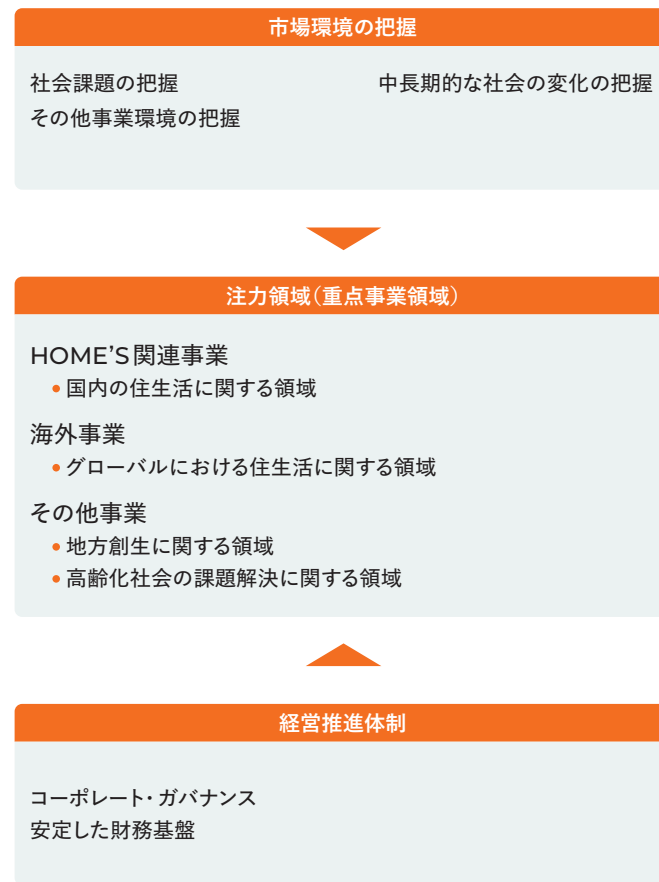 市場環境の把握
社会課題の把握 中長期的な社会の変化の把握
その他事業環境の把握
注力領域（重点事業領域）
HOME’S関連事業
• 国内の住生活に関する領域
海外事業
• グローバルにおける住生活に関する領域
その他事業
• 地方創生に関する領域
• 高齢化社会の課題解決に関する領域
経営推進体制
コーポレート・ガバナンス
安定した財務基盤